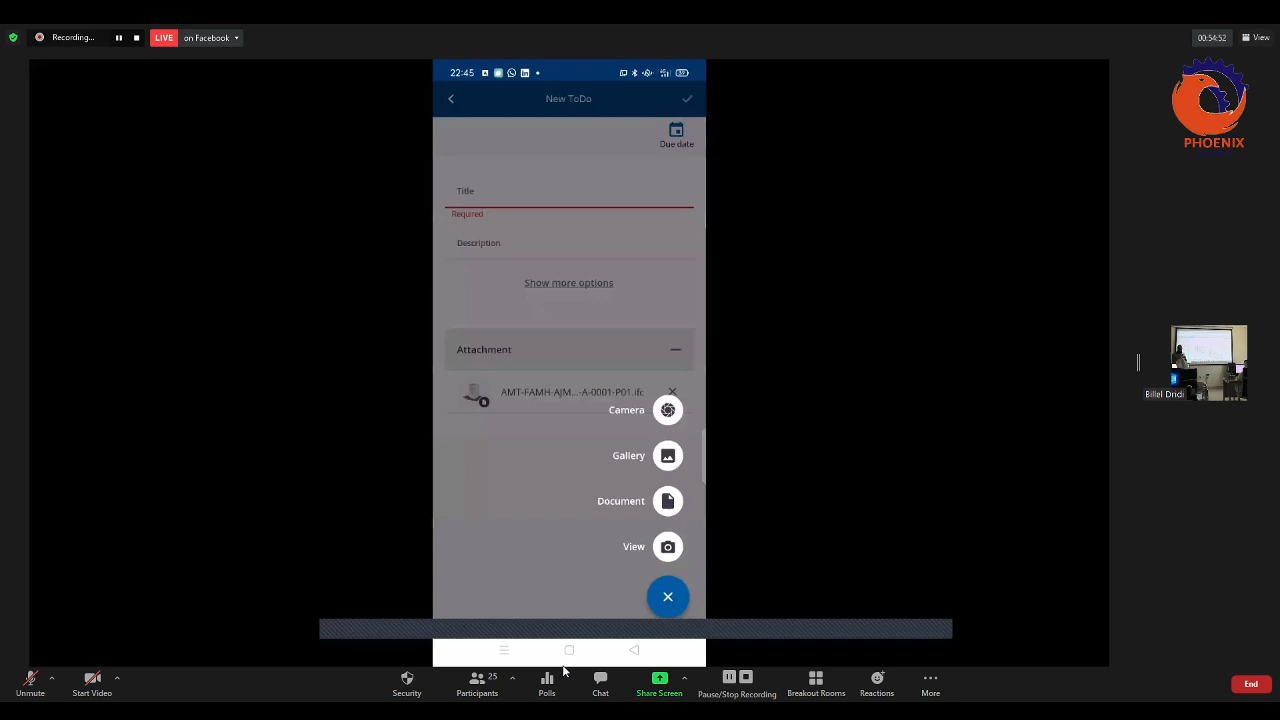 Recording...
LIVE on Facebook
00:54:52
View
22:45
New ToDo
Due date
Title
Required
Description
Show more options
Attachment
AMT-FAMH-AJM...-A-0001-P01.ifc
Camera
Gallery
Document
View
PHOENIX
Billel Dridi
Unmute
Start Video
Security
Participants 25
Polls
Chat
Share Screen
Pause/Stop Recording
Breakout Rooms
Reactions
More
End